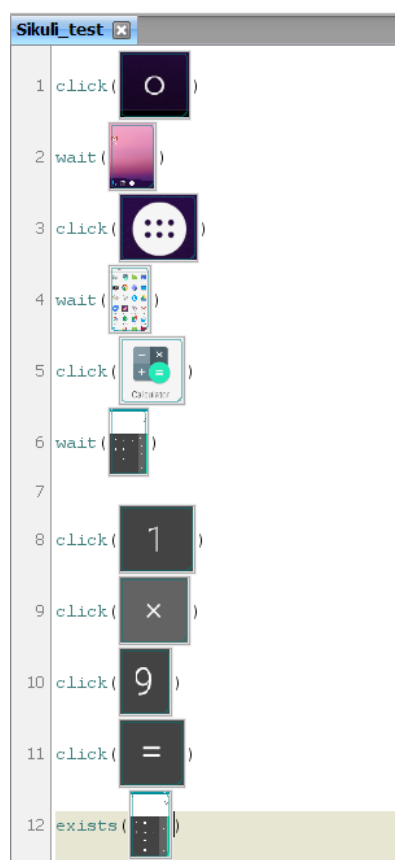 Sikuli_test
1 click( O )
2 wait( )
3 click( )
4 wait( )
5 click( − × + = Calculator )
6 wait( )
7
8 click( 1 )
9 click( × )
10 click( 9 )
11 click( = )
12 exists( )